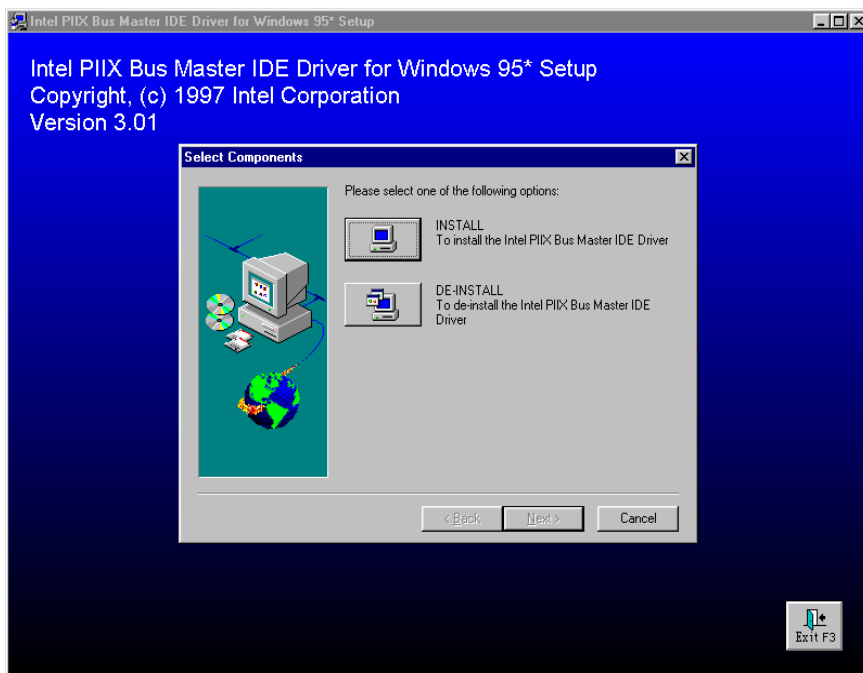 Intel PIIX Bus Master IDE Driver for Windows 95* Setup
Intel PIIX Bus Master IDE Driver for Windows 95* Setup
Copyright, (c) 1997 Intel Corporation
Version 3.01
Select Components
Please select one of the following options:
INSTALL
To install the Intel PIIX Bus Master IDE Driver
DE-INSTALL
To de-install the Intel PIIX Bus Master IDE
Driver
< Back
Next >
Cancel
Exit F3